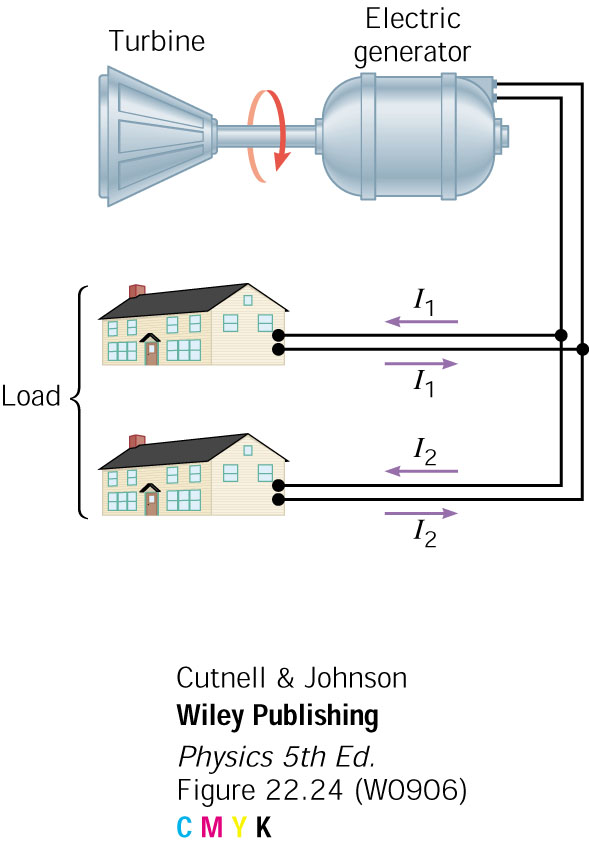 Turbine
Electric
generator
I1
I1
Load
I2
I2
Cutnell & Johnson
Wiley Publishing
Physics 5th Ed.
Figure 22.24 (W0906)
C M Y K